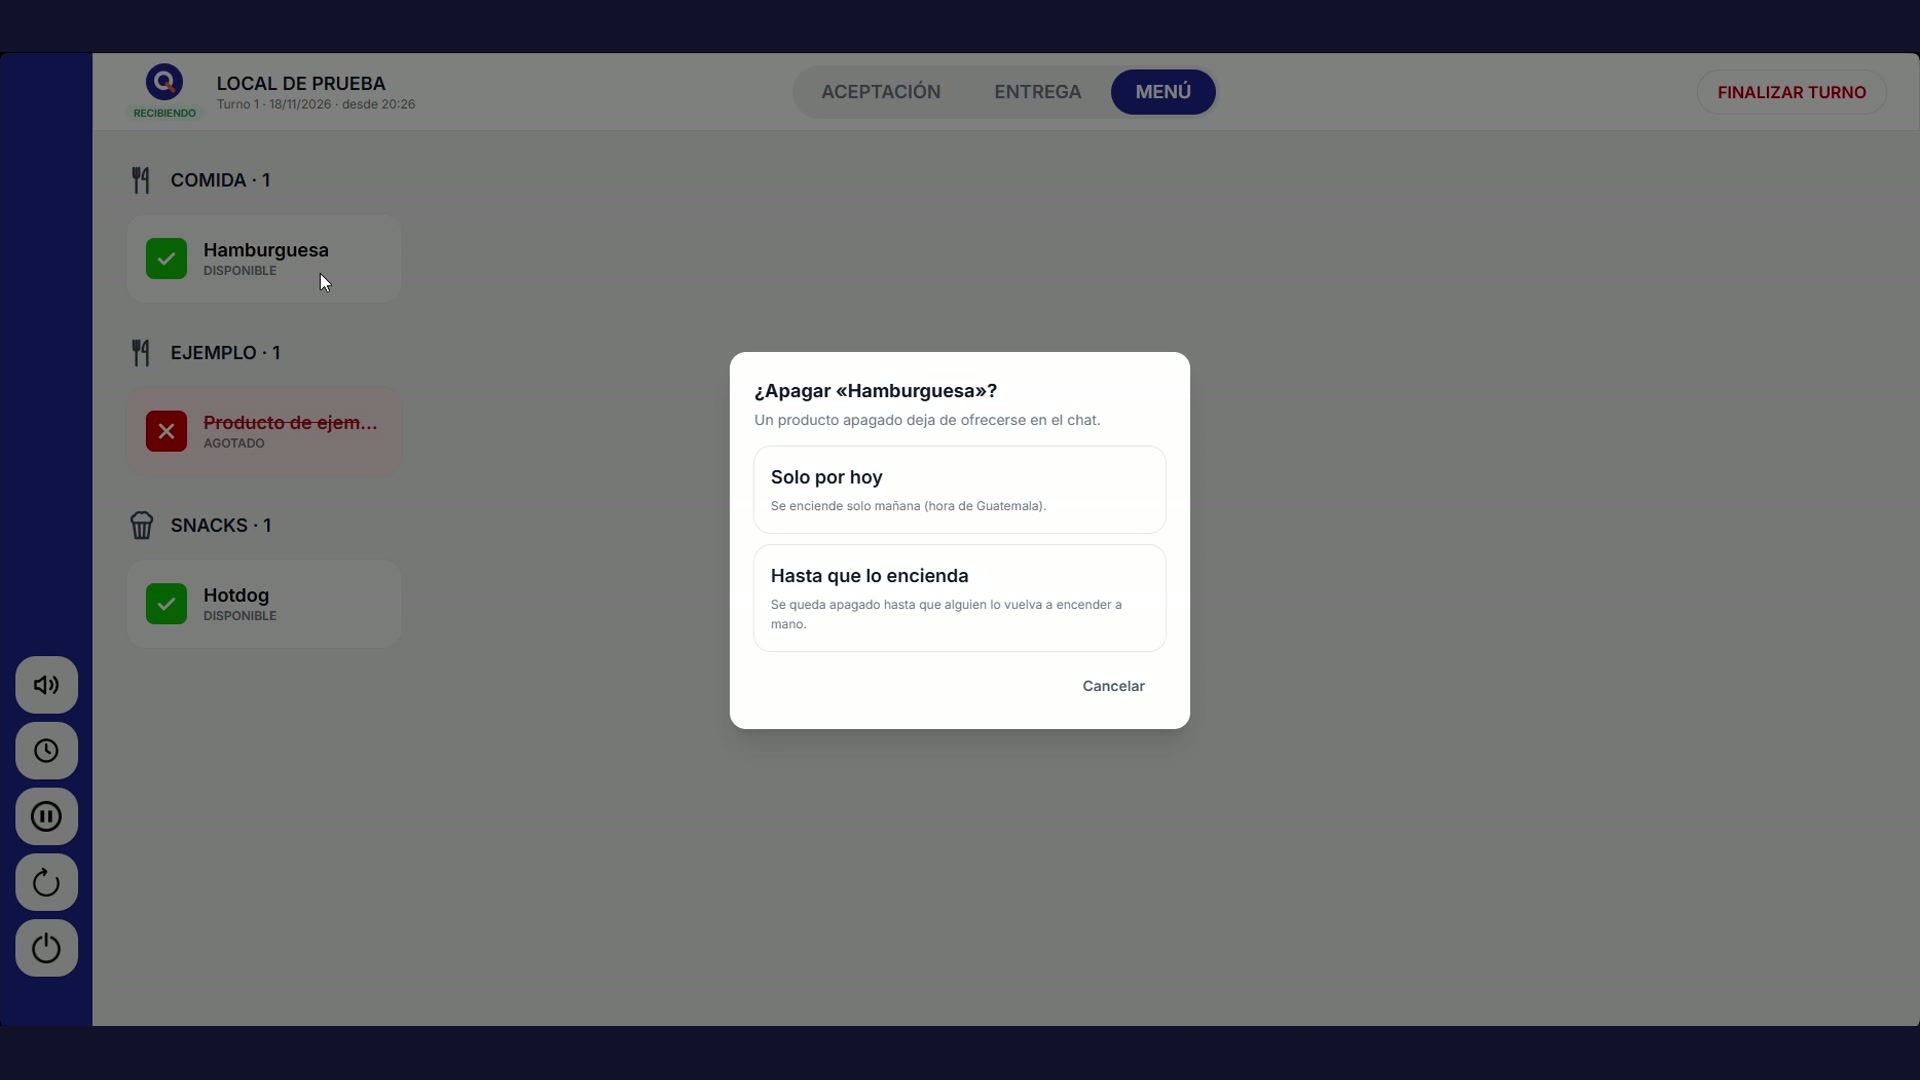 LOCAL DE PRUEBA
Turno 1 · 18/11/2026 · desde 20:26
RECIBIENDO
ACEPTACIÓN
ENTREGA
MENÚ
FINALIZAR TURNO
COMIDA · 1
Hamburguesa
DISPONIBLE
EJEMPLO · 1
Producto de ejem...
AGOTADO
SNACKS · 1
Hotdog
DISPONIBLE
¿Apagar «Hamburguesa»?
Un producto apagado deja de ofrecerse en el chat.
Solo por hoy
Se enciende solo mañana (hora de Guatemala).
Hasta que lo encienda
Se queda apagado hasta que alguien lo vuelva a encender a
mano.
Cancelar